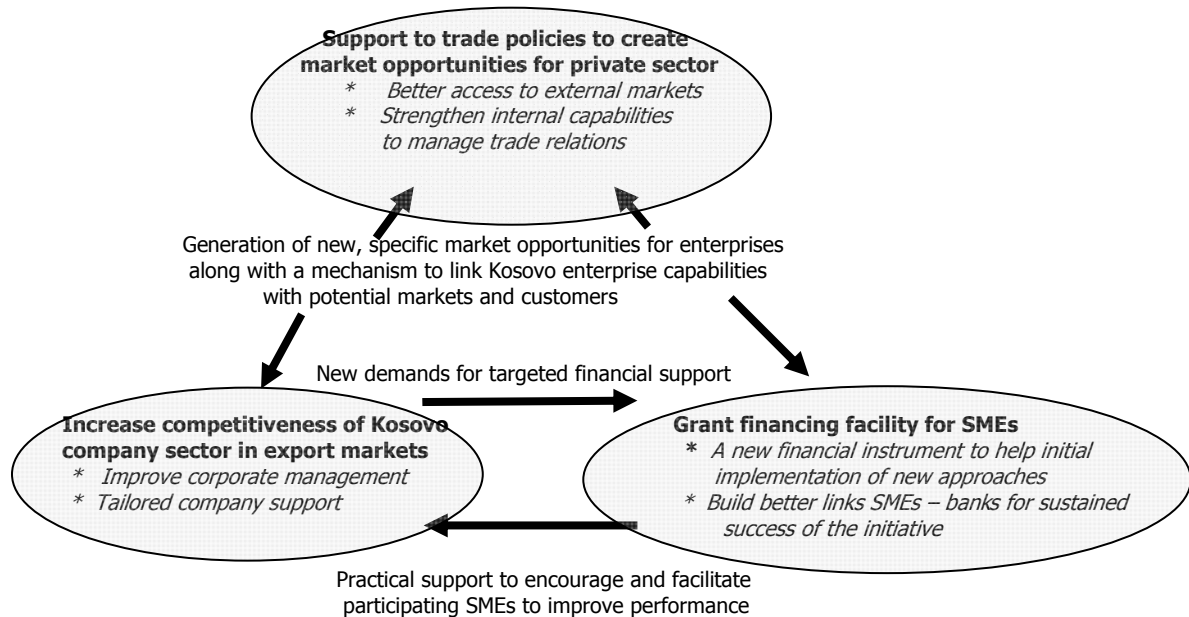 Support to trade policies to create
market opportunities for private sector
* Better access to external markets
* Strengthen internal capabilities
to manage trade relations
Generation of new, specific market opportunities for enterprises
along with a mechanism to link Kosovo enterprise capabilities
with potential markets and customers
New demands for targeted financial support
Increase competitiveness of Kosovo
company sector in export markets
* Improve corporate management
* Tailored company support
Grant financing facility for SMEs
* A new financial instrument to help initial
implementation of new approaches
* Build better links SMEs – banks for sustained
success of the initiative
Practical support to encourage and facilitate
participating SMEs to improve performance